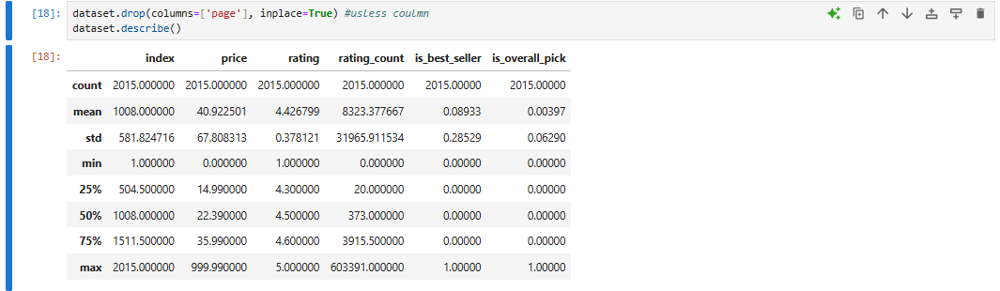 [18]: dataset.drop(columns=['page'], inplace=True) #usless coulmn
dataset.describe()
[18]: index price rating rating_count is_best_seller is_overall_pick
count 2015.000000 2015.000000 2015.000000 2015.000000 2015.00000 2015.00000
mean 1008.000000 40.922501 4.426799 8323.377667 0.08933 0.00397
std 581.824716 67.808313 0.378121 31965.911534 0.28529 0.06290
min 1.000000 0.000000 1.000000 0.000000 0.00000 0.00000
25% 504.500000 14.990000 4.300000 20.000000 0.00000 0.00000
50% 1008.000000 22.390000 4.500000 373.000000 0.00000 0.00000
75% 1511.500000 35.990000 4.600000 3915.500000 0.00000 0.00000
max 2015.000000 999.990000 5.000000 603391.000000 1.00000 1.00000